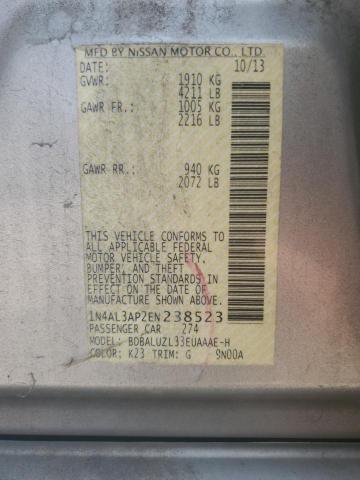 MFD BY NISSAN MOTOR CO., LTD.
DATE: 10/13
GVWR: 1910 KG
4211 LB
GAWR FR.: 1005 KG
2216 LB
GAWR RR.: 940 KG
2072 LB
THIS VEHICLE CONFORMS TO
ALL APPLICABLE FEDERAL
MOTOR VEHICLE SAFETY,
BUMPER, AND THEFT
PREVENTION STANDARDS
IN EFFECT ON THE DATE OF
MANUFACTURE SHOWN ABOVE.
1N4AL3AP2EN238523
PASSENGER CAR 274
MODEL: BDBALUZL33EUAAAE-H
COLOR: K23 TRIM: G 9N00A